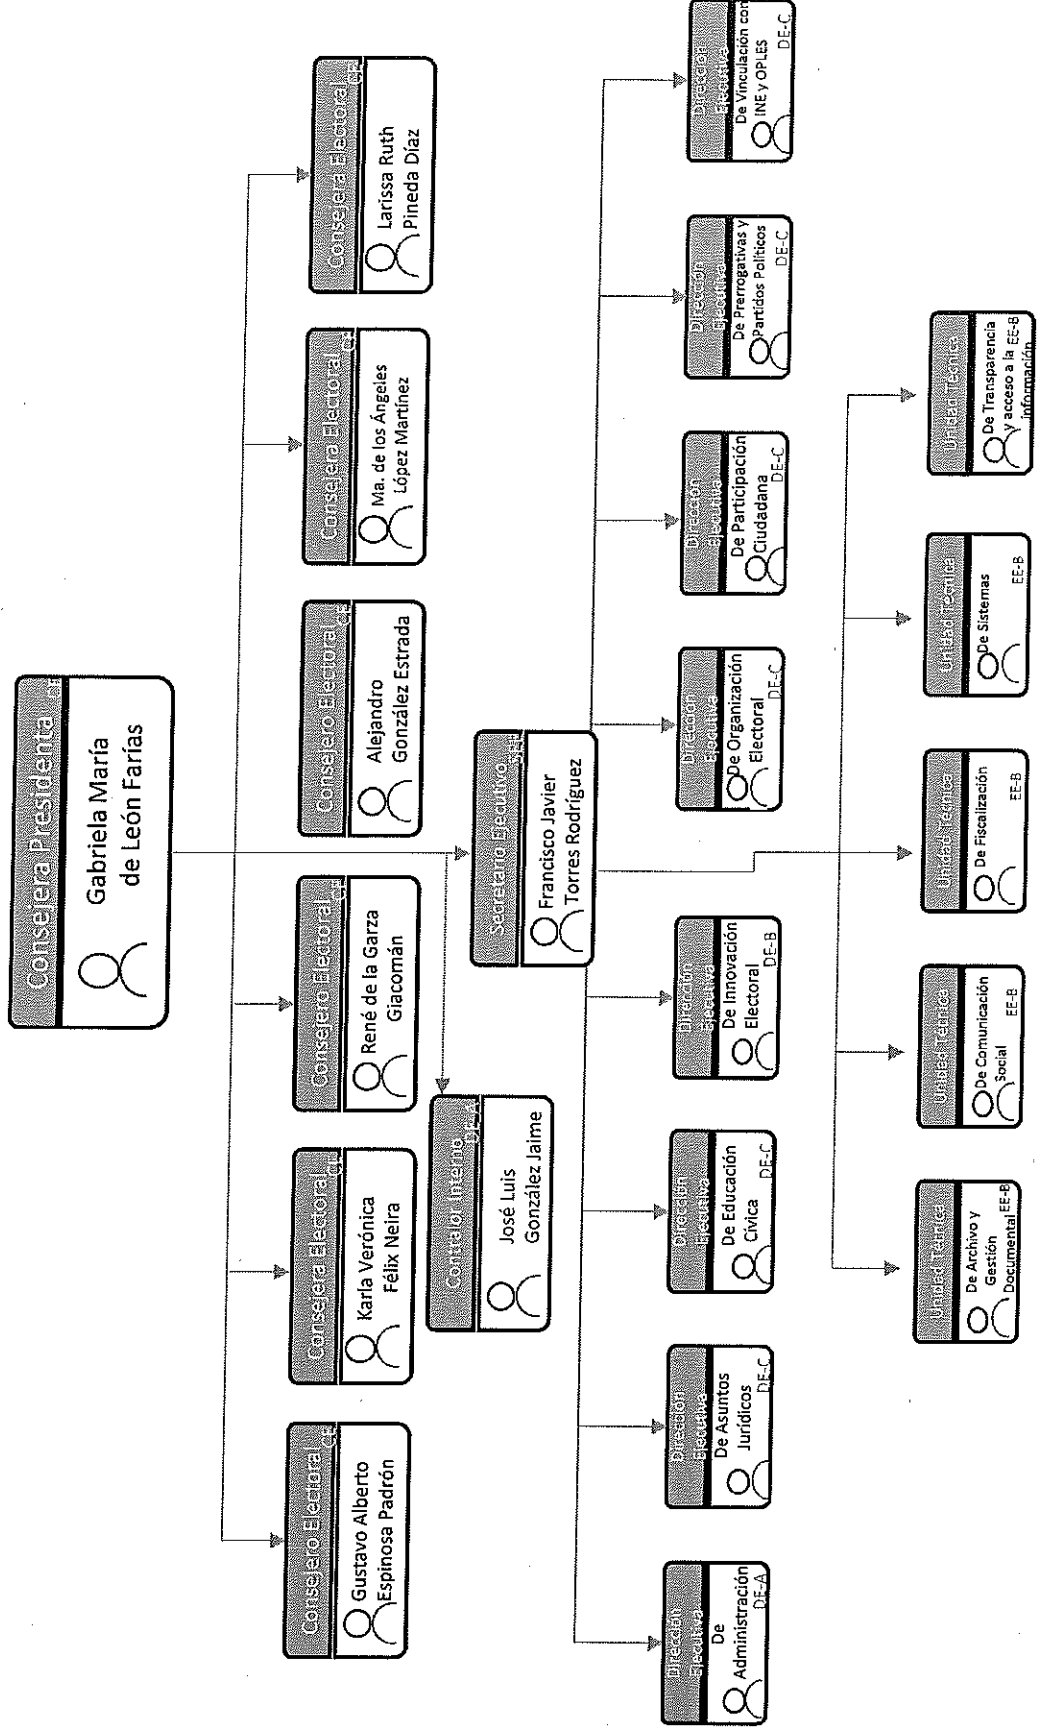 Consejera Presidenta
Gabriela María
de León Farías
Consejero Electoral
CE
Gustavo Alberto
Espinosa Padrón
Consejera Electoral
CE
Karla Verónica
Félix Neira
Consejero Electoral
CE
René de la Garza
Giacomán
Consejero Electoral
CE
Alejandro
González Estrada
Consejera Electoral
CE
Ma. de los Ángeles
López Martínez
Consejera Electoral
CE
Larissa Ruth
Pineda Díaz
Contralor Interno
DE-A
José Luis
González Jaime
Secretario Ejecutivo
Francisco Javier
Torres Rodríguez
Dirección
Ejecutiva
De
Administración
DE-A
Dirección
Ejecutiva
De Asuntos
Jurídicos
DE-C
Dirección
Ejecutiva
De Educación
Cívica
DE-C
Dirección
Ejecutiva
De Innovación
Electoral
DE-B
Dirección
Ejecutiva
De Organización
Electoral
DE-C
Dirección
Ejecutiva
De Participación
Ciudadana
DE-C
Dirección
Ejecutiva
De Prerrogativas y
Partidos Políticos
DE-C
Dirección
Ejecutiva
De Vinculación con
INE y OPLES
DE-C
Unidad Técnica
De Archivo y
Gestión
Documental EE-B
Unidad Técnica
De Comunicación
Social
EE-B
Unidad Técnica
De Fiscalización
EE-B
Unidad Técnica
De Sistemas
EE-B
Unidad Técnica
De Transparencia
y acceso a la EE-B
información